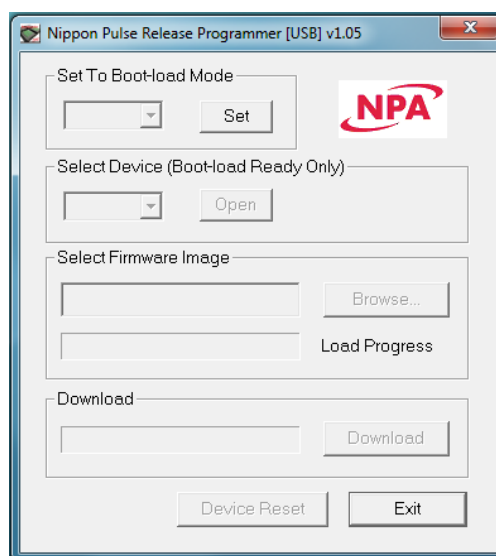 Nippon Pulse Release Programmer [USB] v1.05
Set To Boot-load Mode
Set
NPA
Select Device (Boot-load Ready Only)
Open
Select Firmware Image
Browse...
Load Progress
Download
Download
Device Reset
Exit